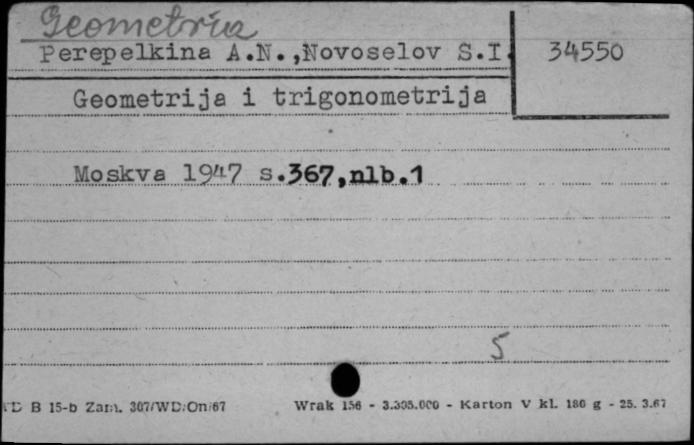 Geometria
Perepelkina A.N.,Novoselov S.I.
34550
Geometrija i trigonometrija
Moskva 1947 s.367,nlb.1
5
B 15-b Zam. 307/WD/On/67 Wrak 156 - 3.305.000 - Karton V kl. 180 g - 25. 3.67